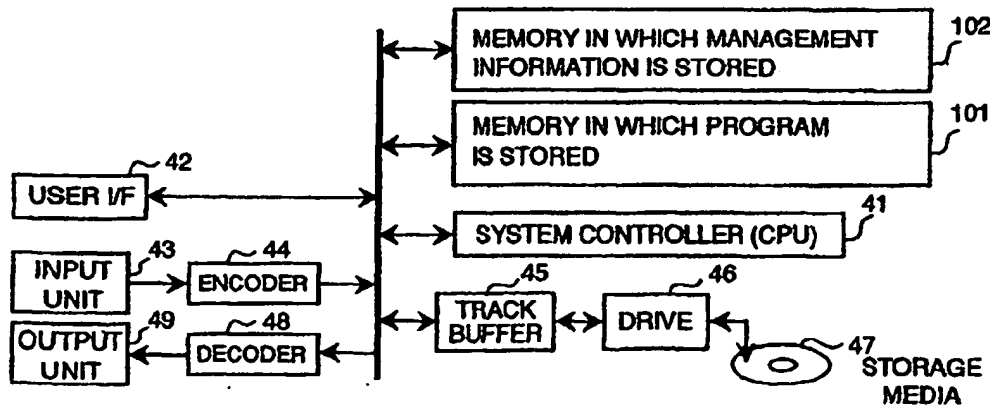 MEMORY IN WHICH MANAGEMENT
INFORMATION IS STORED
102
MEMORY IN WHICH PROGRAM
IS STORED
101
42
USER I/F
41
SYSTEM CONTROLLER (CPU)
43
INPUT
UNIT
44
ENCODER
45
TRACK
BUFFER
46
DRIVE
49
OUTPUT
UNIT
48
DECODER
47
STORAGE
MEDIA